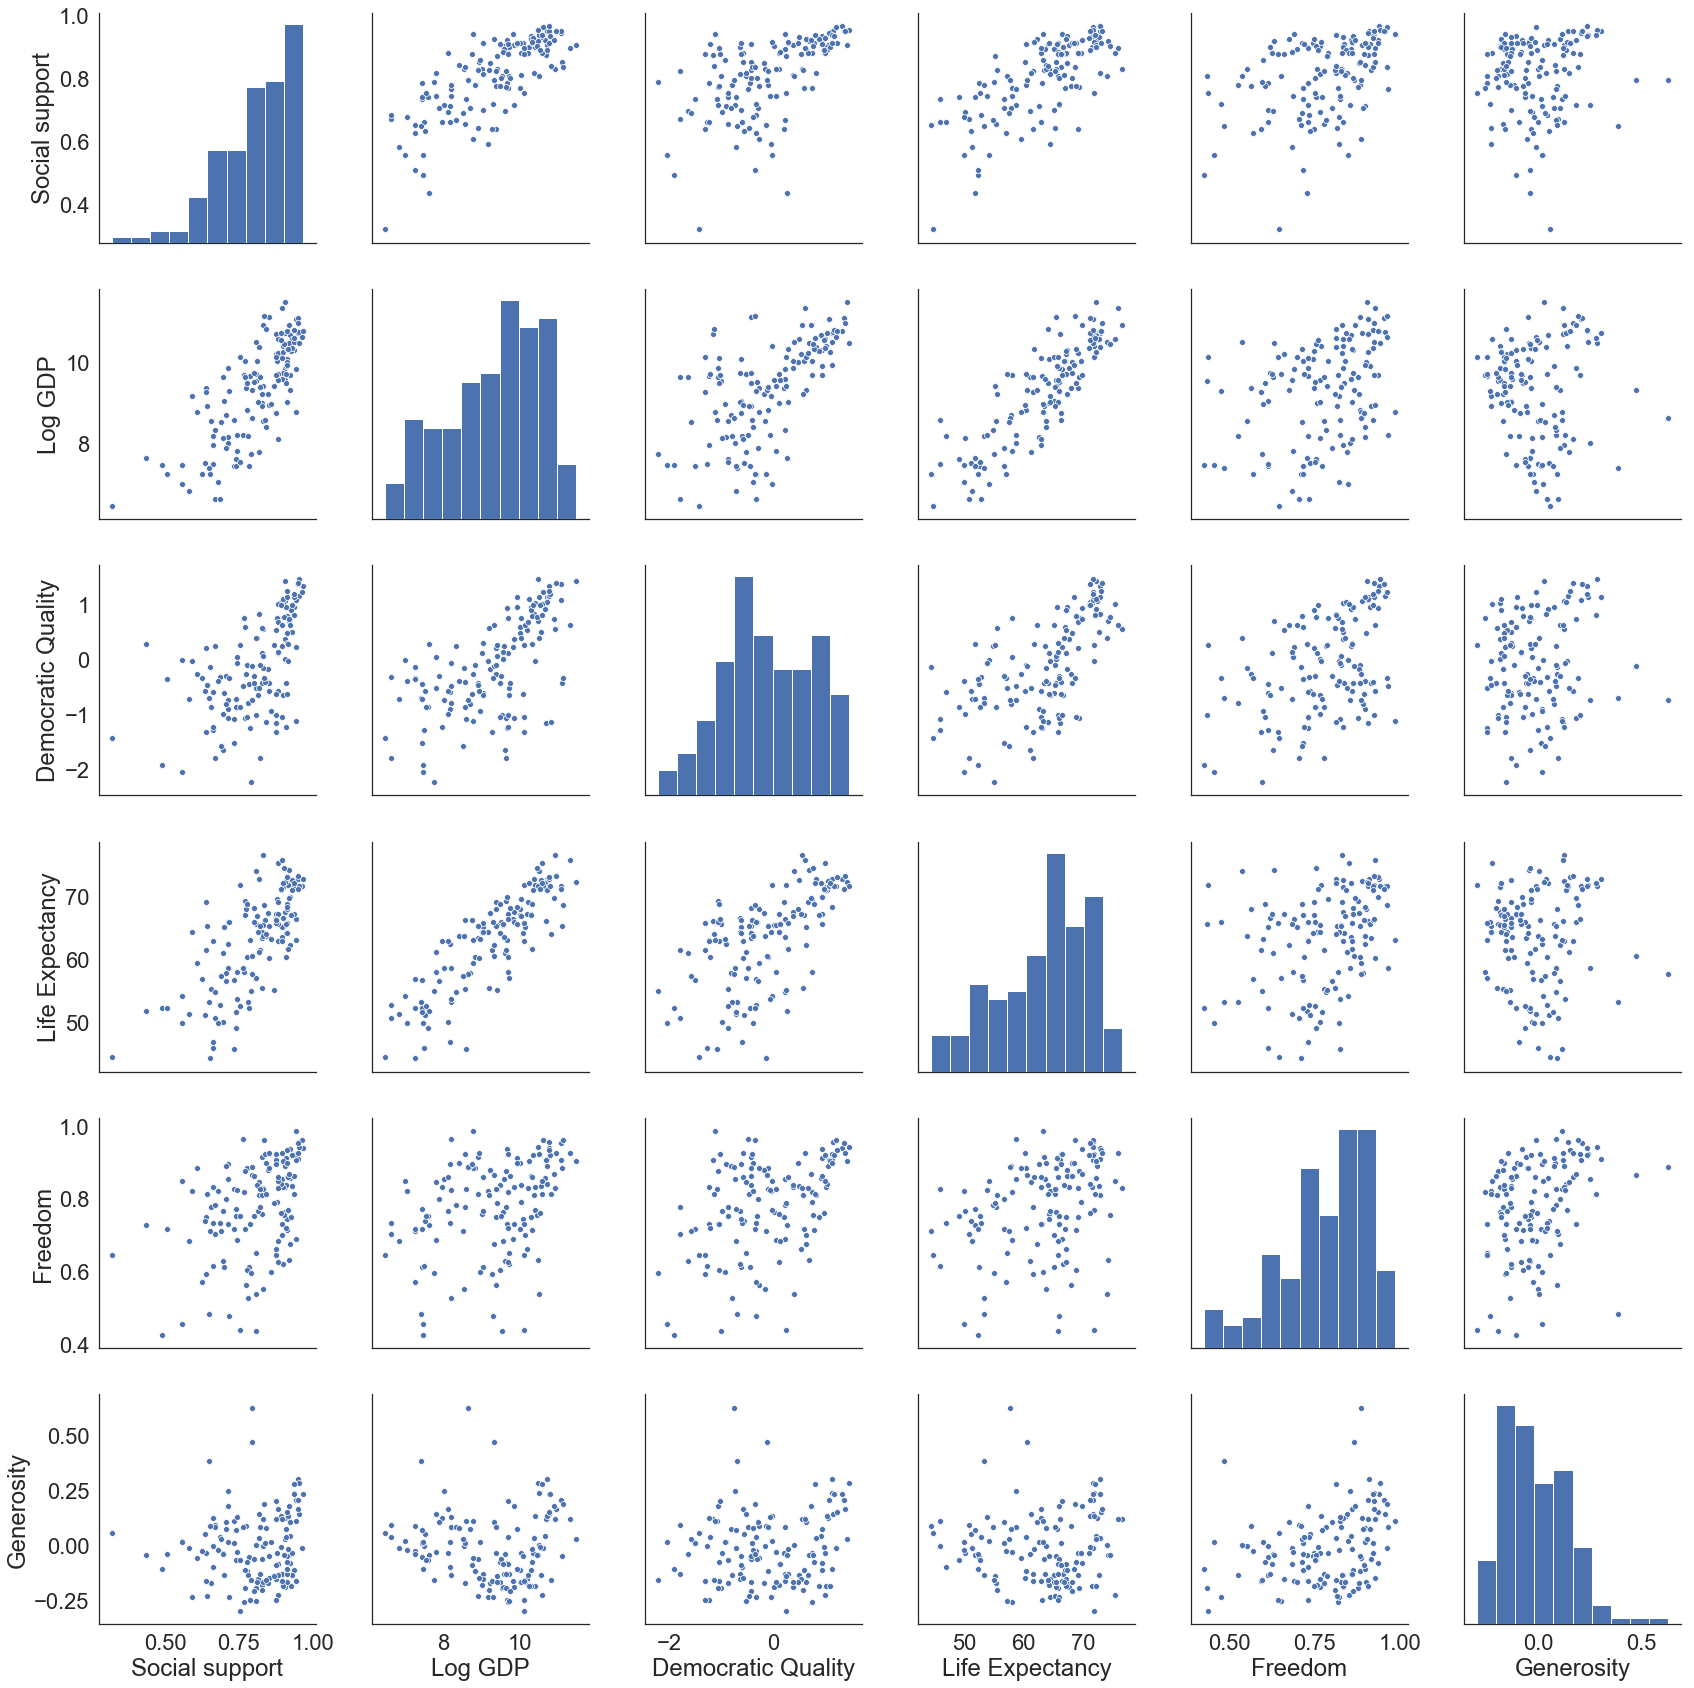 Social support
1.0
0.8
0.6
0.4
Log GDP
10
8
Democratic Quality
1
0
−1
−2
Life Expectancy
70
60
50
Freedom
1.0
0.8
0.6
0.4
Generosity
0.50
0.25
0.00
−0.25
0.50 0.75 1.00
Social support
8 10
Log GDP
−2 0
Democratic Quality
50 60 70
Life Expectancy
0.50 0.75 1.00
Freedom
0.0 0.5
Generosity